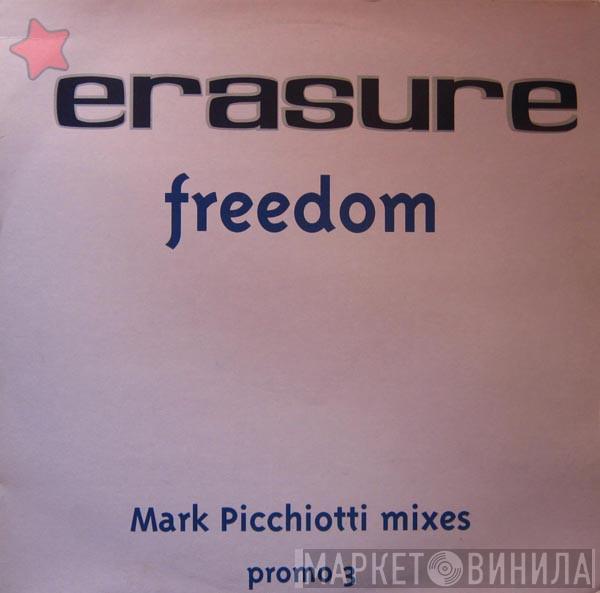 erasure
freedom
Mark Picchiotti mixes
promo 3
МАРКЕТ ВИНИЛА